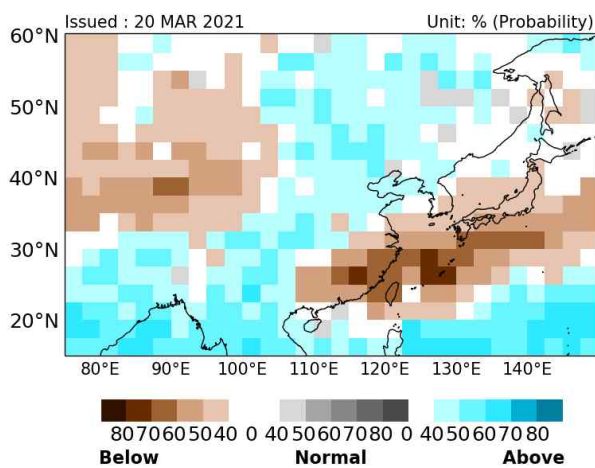 Issued : 20 MAR 2021 Unit: % (Probability)
60°N
50°N
40°N
30°N
20°N
80°E 90°E 100°E 110°E 120°E 130°E 140°E
80 70 60 50 40 0 40 50 60 70 80 0 40 50 60 70 80
Below Normal Above